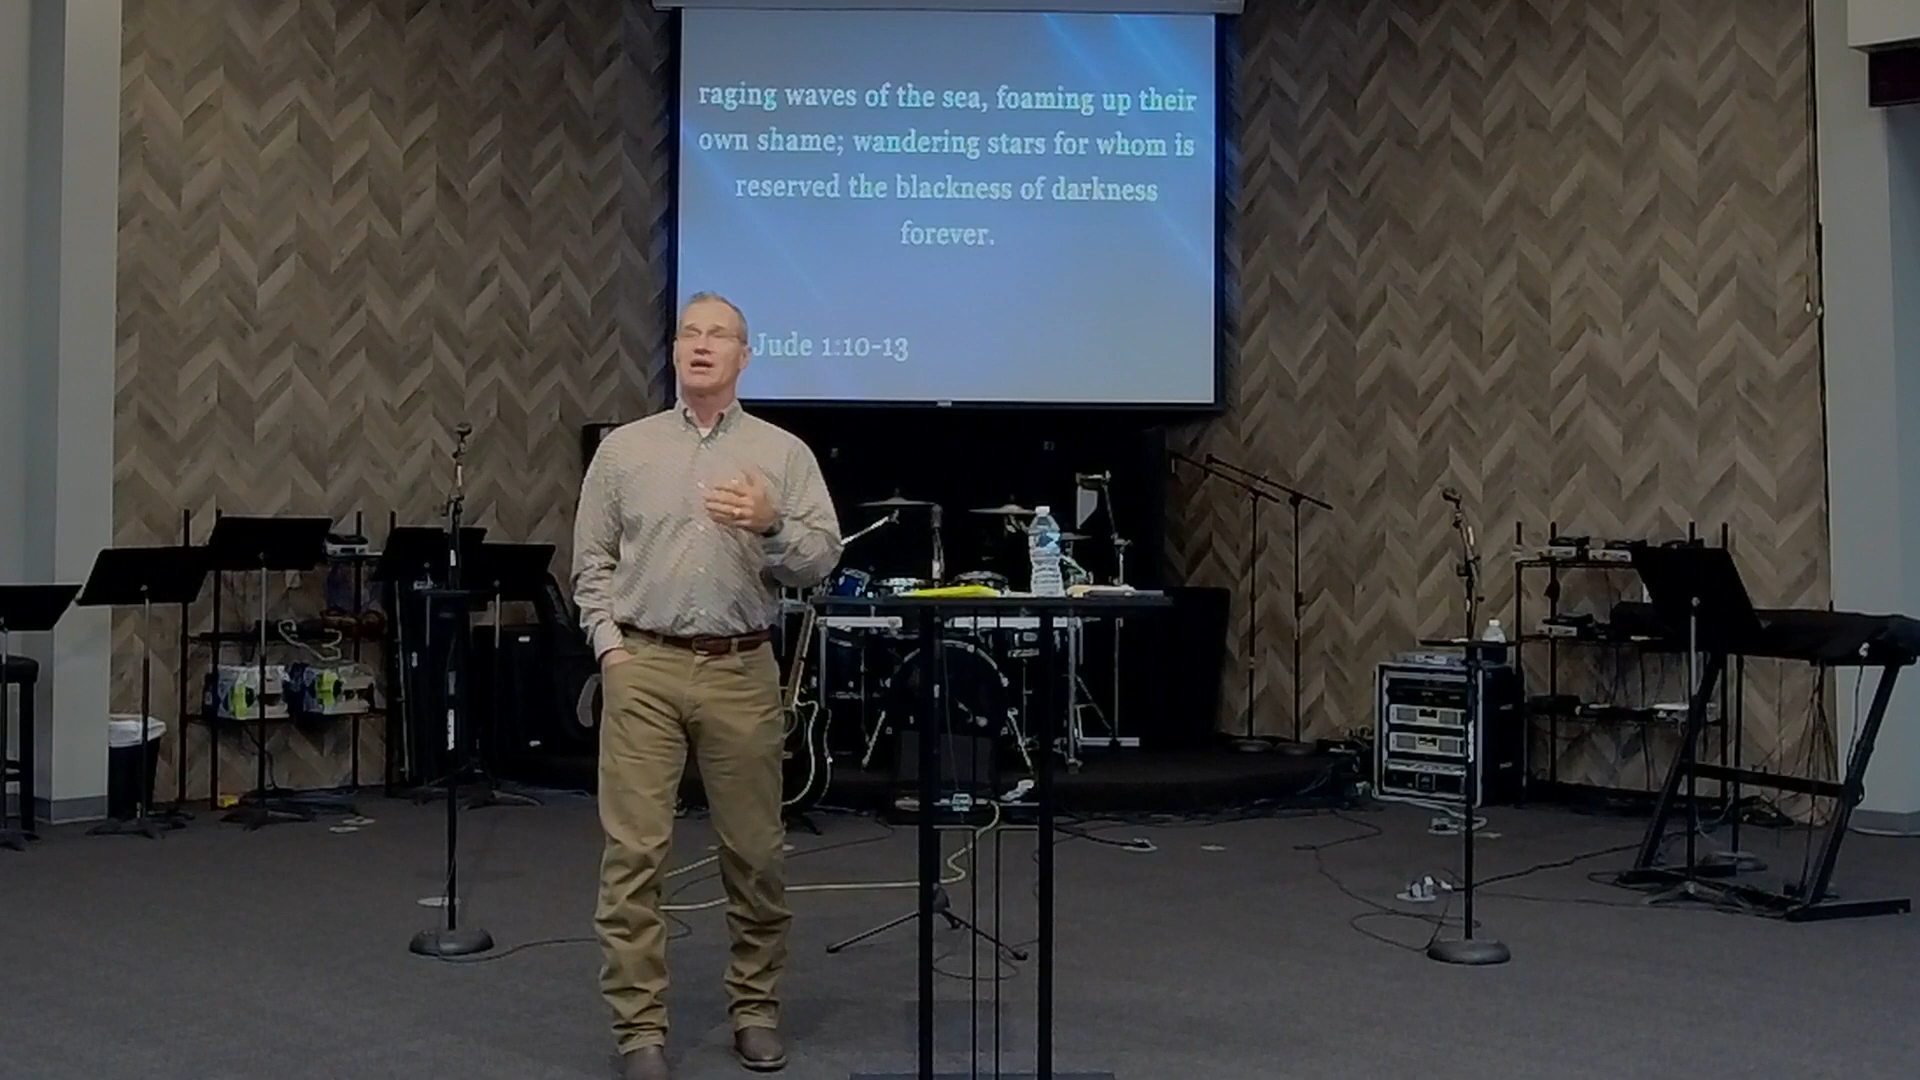 raging waves of the sea, foaming up their
own shame; wandering stars for whom is
reserved the blackness of darkness
forever.
Jude 1:10-13